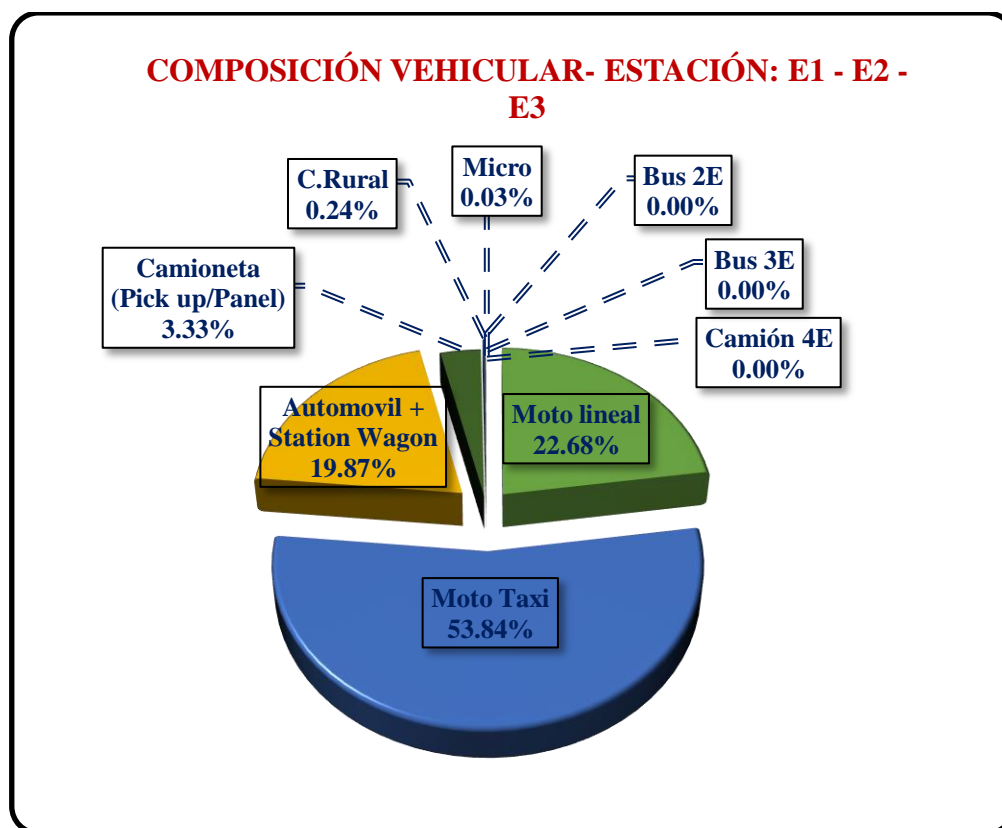 COMPOSICIÓN VEHICULAR- ESTACIÓN: E1 - E2 -
E3
C.Rural
0.24%
Micro
0.03%
Bus 2E
0.00%
Bus 3E
0.00%
Camioneta
(Pick up/Panel)
3.33%
Camión 4E
0.00%
Automovil +
Station Wagon
19.87%
Moto lineal
22.68%
Moto Taxi
53.84%